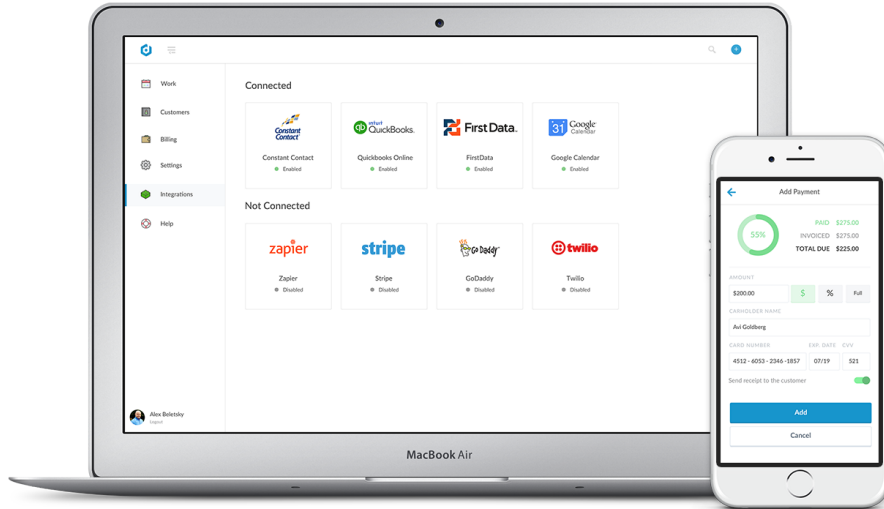 Work
Customers
Billing
Settings
Integrations
Help
Alex Beletsky
Logout
Connected
Constant
Contact
Constant Contact
Enabled
intuit
QuickBooks.
Quickbooks Online
Enabled
First Data.
FirstData
Enabled
31
Google
Calendar
Google Calendar
Enabled
Not Connected
zapier
Zapier
Disabled
stripe
Stripe
Disabled
Go Daddy
GoDaddy
Disabled
twilio
Twilio
Disabled
MacBook Air
Add Payment
55%
PAID $275.00
INVOICED $275.00
TOTAL DUE $225.00
AMOUNT
$200.00 $ % Full
CARHOLDER NAME
Avi Goldberg
CARD NUMBER EXP. DATE CVV
4512 - 6053 - 2346 -1857 07/19 521
Send receipt to the customer
Add
Cancel